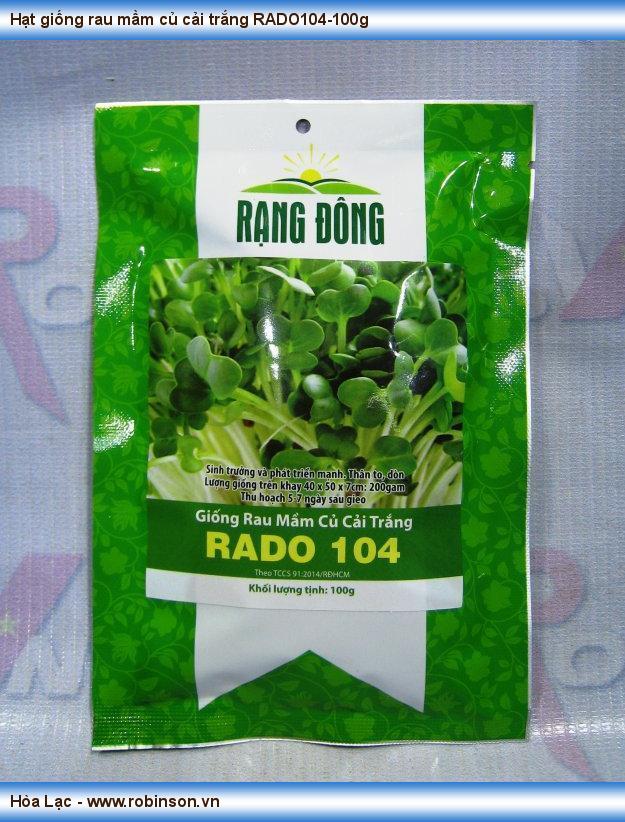 Hạt giống rau mầm củ cải trắng RADO104-100g
RẠNG ĐÔNG
Sinh trưởng và phát triển mạnh. Thân to, dòn
Lượng giống trên khay 40 x 50 x 7cm: 200gam
Thu hoạch 5-7 ngày sau gieo
Giống Rau Mầm Củ Cải Trắng
RADO 104
Theo TCCS 91:2014/RĐHCM
Khối lượng tịnh: 100g
Hòa Lạc - www.robinson.vn